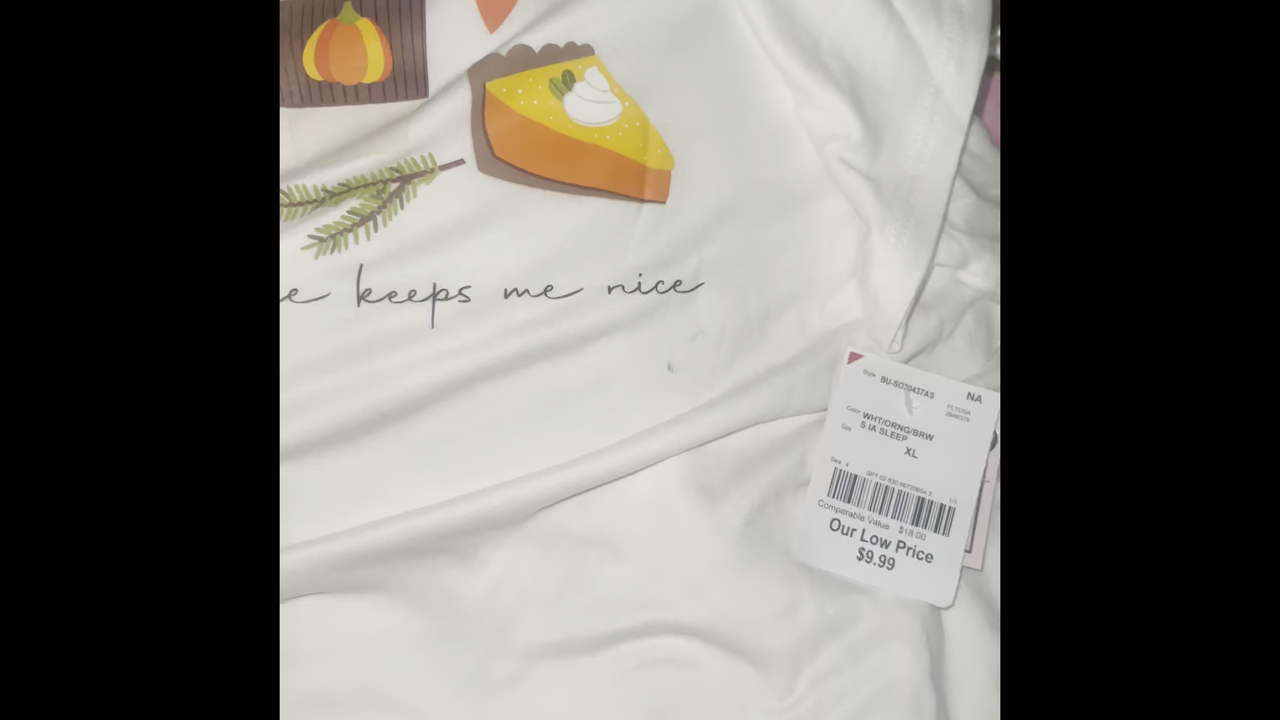 e keeps me nice
Style BU-SO70437AS NA
Color WHT/ORNG/BRW
S IA SLEEP
Size XL
Comparable Value $18.00
Our Low Price
$9.99